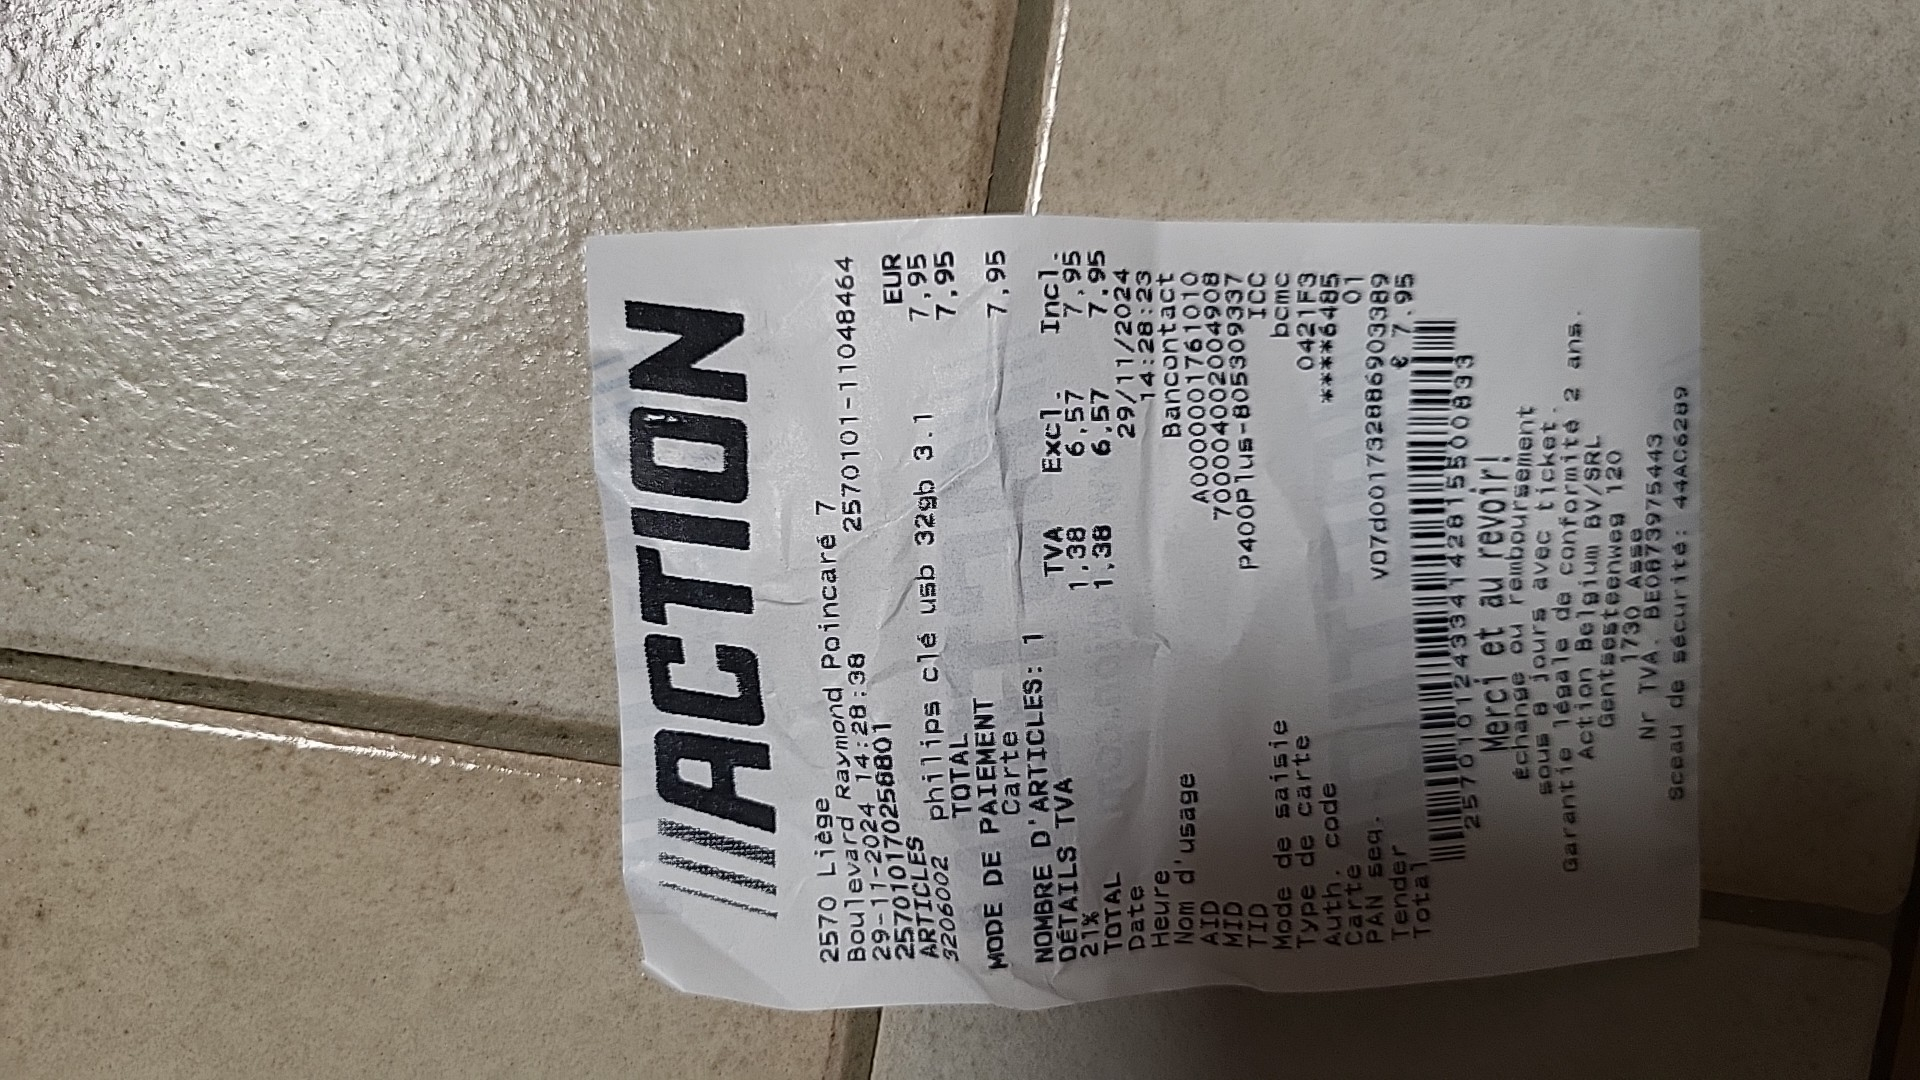 ACTION
2570 Liège
Boulevard Raymond Poincaré 7
29-11-2024 14:28:38 2570101-11048464
257010170256801
ARTICLES EUR
3206002 philips clé usb 32gb 3.1 7,95
TOTAL 7,95
MODE DE PAIEMENT
Carte 7,95
NOMBRE D'ARTICLES: 1
DÉTAILS TVA TVA Excl. Incl.
21% 1,38 6,57 7,95
TOTAL 1,38 6,57 7,95
Date 29/11/2024
Heure 14:28:23
Nom d'usage Bancontact
AID A0000001761010
MID 700004002004908
TID P400Plus-805309337
Mode de saisie ICC
Type de carte bcmc
Auth. code 0421F3
Carte ****6485
PAN seq. 01
Tender V07d001732886903389
Total € 7.95
257010124334142815500833
Merci et au revoir!
échange ou remboursement
sous 8 jours avec ticket.
Garantie légale de conformité 2 ans.
Action Belgium BV/SRL
Gentsesteenweg 120
1730 Asse
Nr TVA. BE0873975443
Sceau de sécurité: 44AC6289